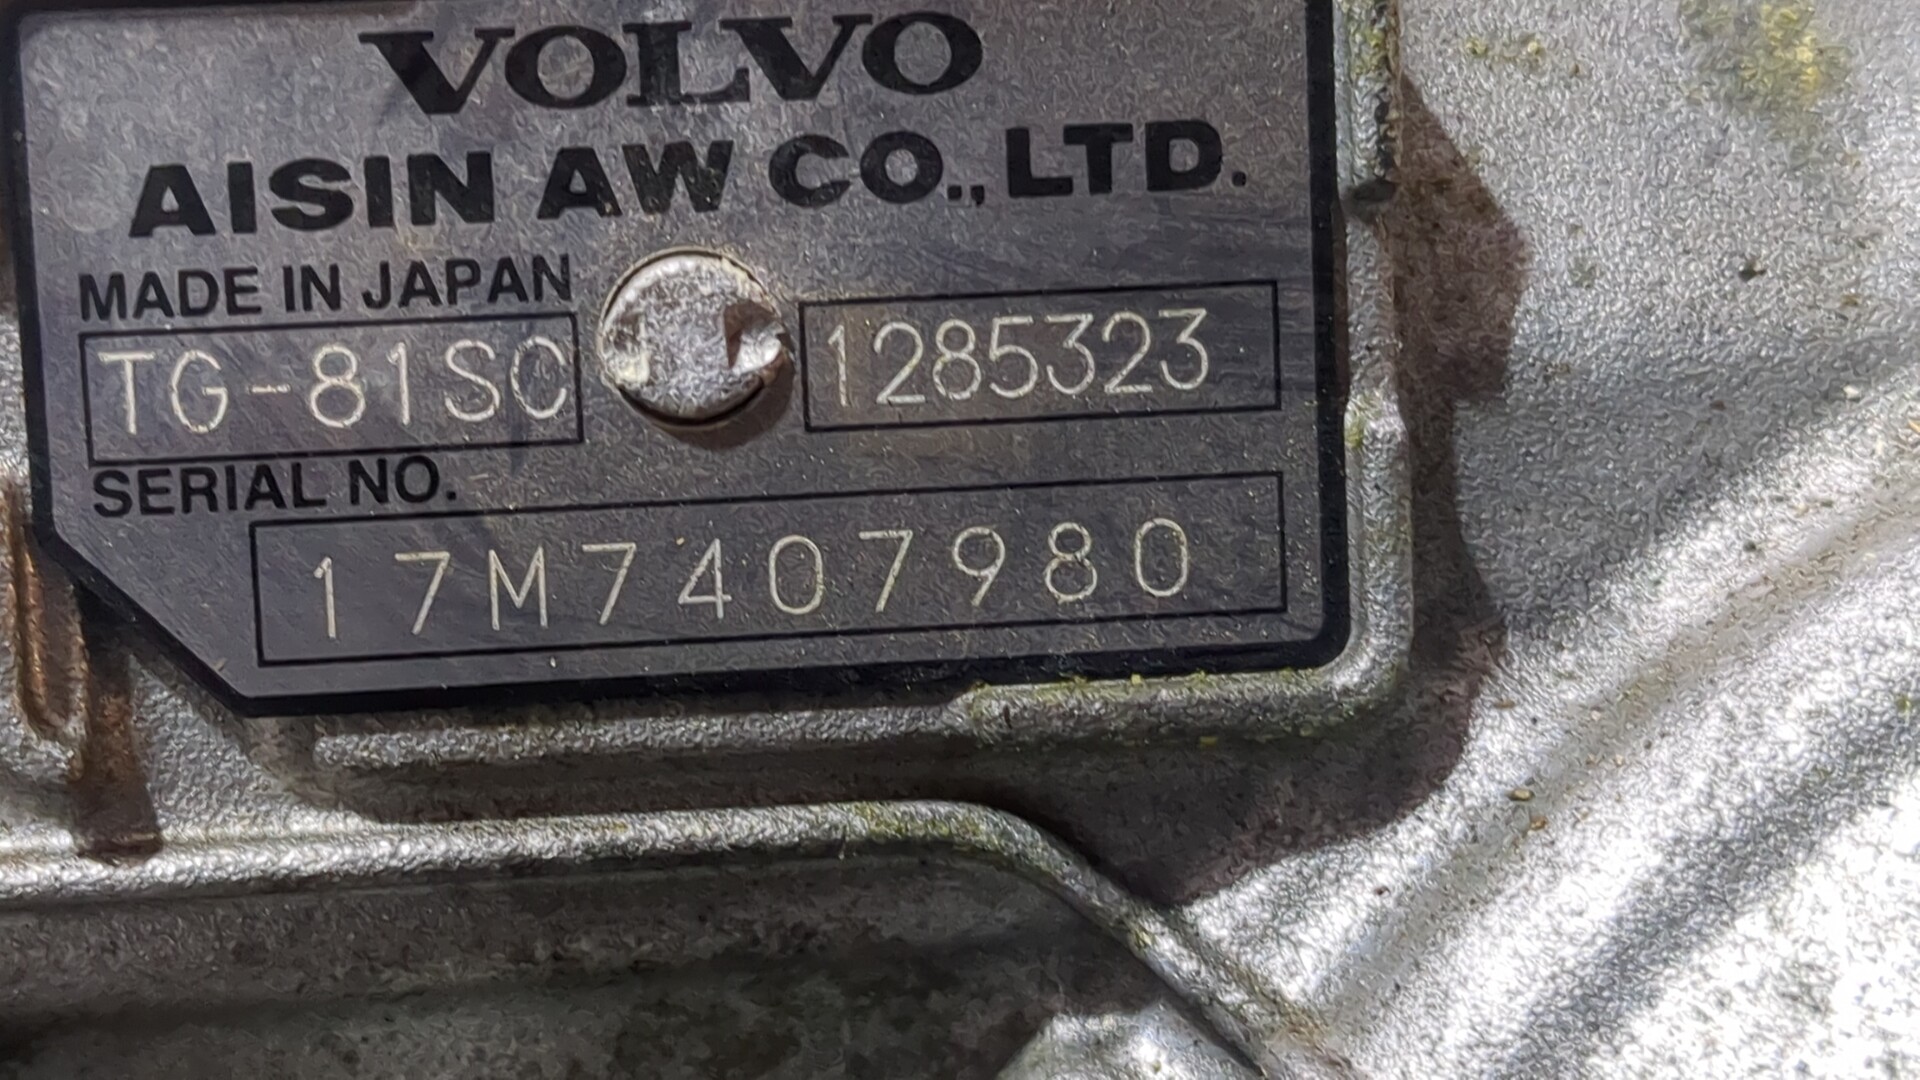 VOLVO
AISIN AW CO., LTD.
MADE IN JAPAN
TG-81SC 1285323
SERIAL NO.
17M7407980